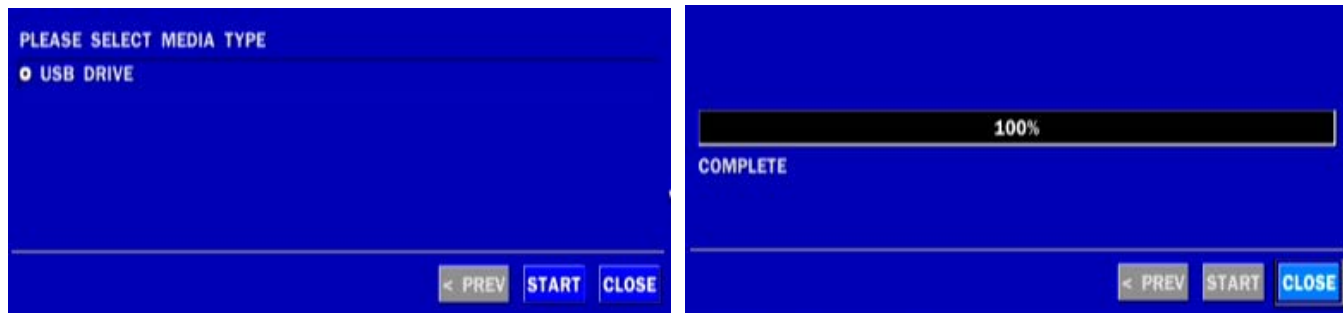 PLEASE SELECT MEDIA TYPE
USB DRIVE
< PREV START CLOSE
100%
COMPLETE
< PREV START CLOSE